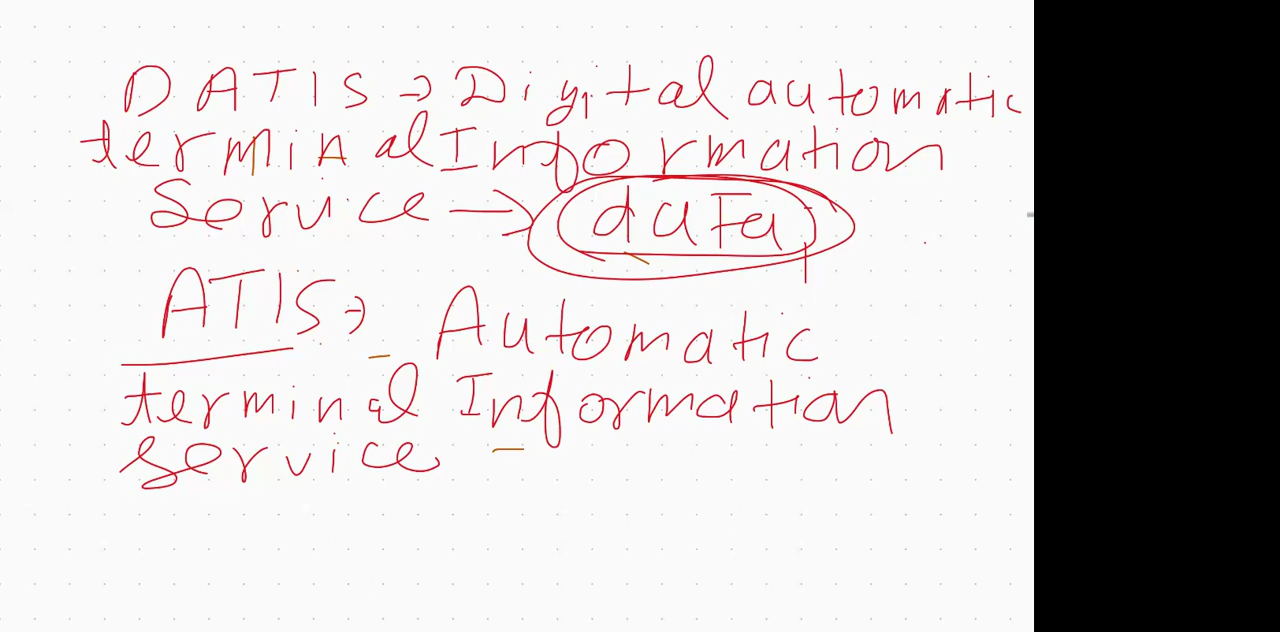 DATIS → Digital automatic
terminal Information
Service → data
ATIS → Automatic
terminal Information
service